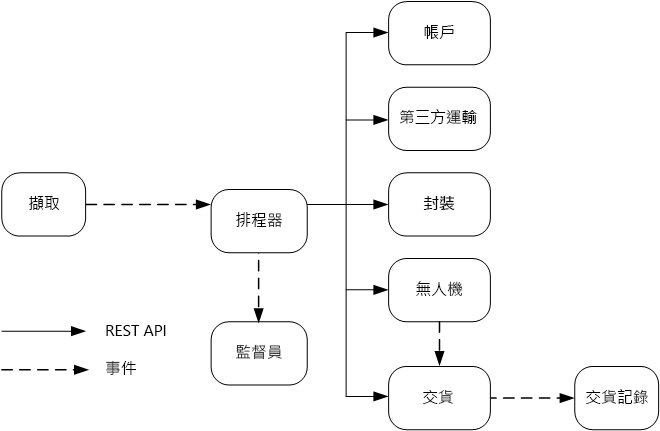 帳戶
第三方運輸
擷取
排程器
封裝
無人機
REST API
監督員
事件
交貨
交貨記錄